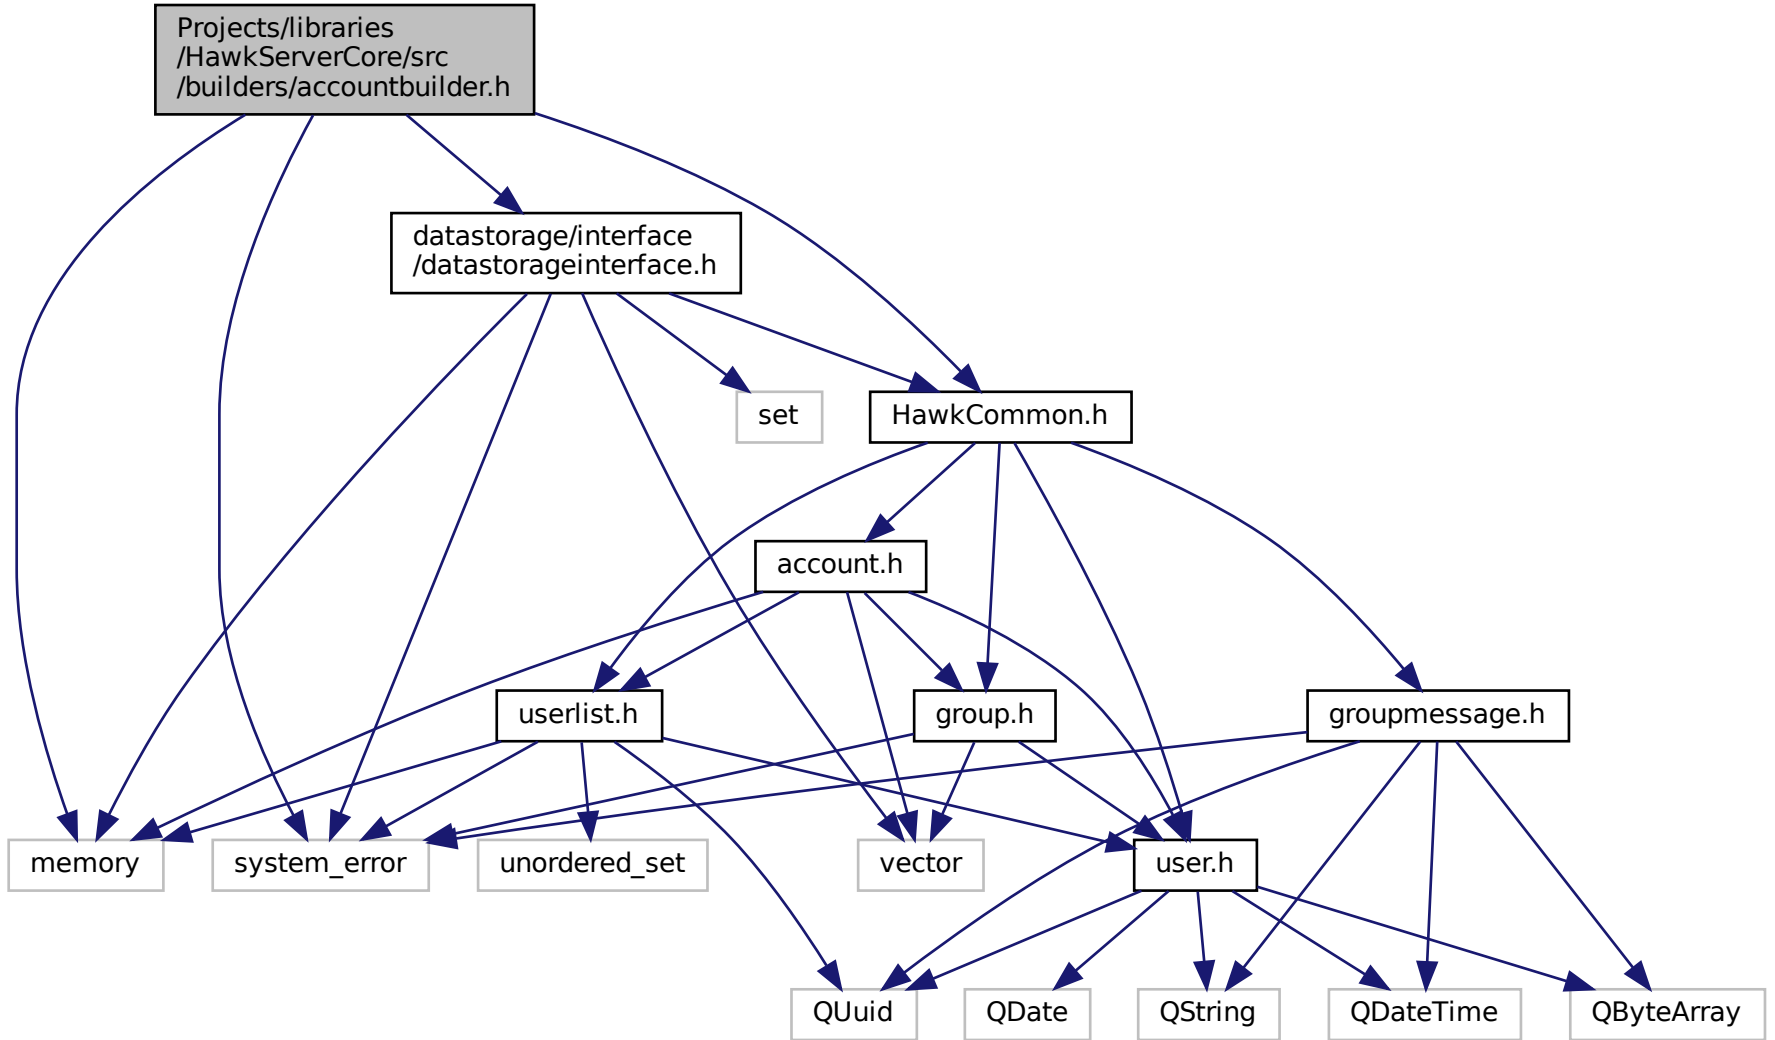 Projects/libraries
/HawkServerCore/src
/builders/accountbuilder.h
datastorage/interface
/datastorageinterface.h
set
HawkCommon.h
account.h
userlist.h
group.h
groupmessage.h
memory
system_error
unordered_set
vector
user.h
QUuid
QDate
QString
QDateTime
QByteArray